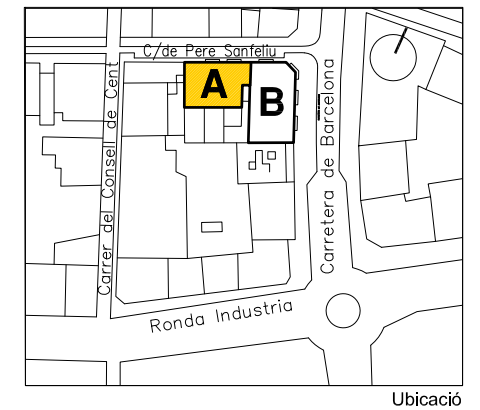 C/de Pere Sanfeliu
A
B
Carrer del Consell de Cent
Carretera de Barcelona
Ronda Industria
Ubicació